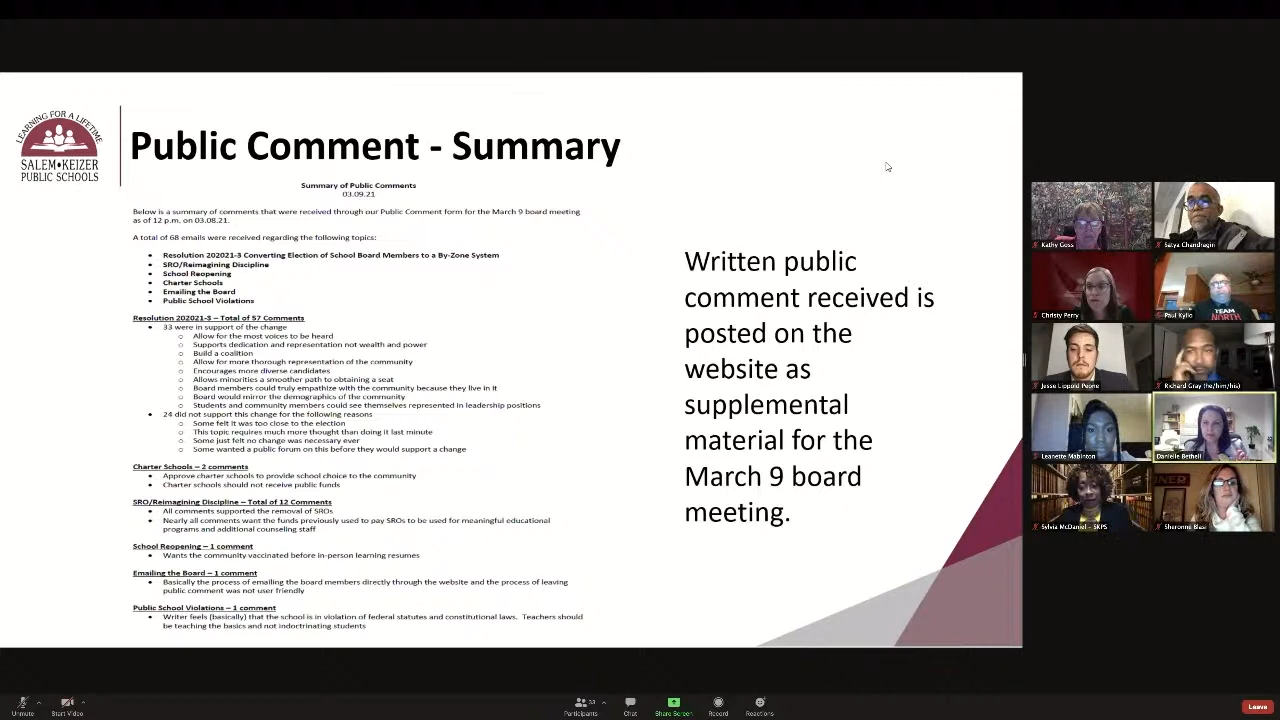 LEARNING FOR A LIFETIME
SALEM•KEIZER
PUBLIC SCHOOLS
Public Comment - Summary
Summary of Public Comments
03.09.21
Below is a summary of comments that were received through our Public Comment form for the March 9 board meeting
as of 12 p.m. on 03.08.21.
A total of 68 emails were received regarding the following topics:
• Resolution 202021-3 Converting Election of School Board Members to a By-Zone System
• SRO/Reimagining Discipline
• School Reopening
• Charter Schools
• Emailing the Board
• Public School Violations
Resolution 202021-3 – Total of 57 Comments
• 33 were in support of the change
o Allow for the most voices to be heard
o Supports dedication and representation not wealth and power
o Build a coalition
o Allow for more thorough representation of the community
o Encourages more diverse candidates
o Allows minorities a smoother path to obtaining a seat
o Board members could truly empathize with the community because they live in it
o Board would mirror the demographics of the community
o Students and community members could see themselves represented in leadership positions
• 24 did not support this change for the following reasons
o Some felt it was too close to the election
o This topic requires much more thought than doing it last minute
o Some just felt no change was necessary ever
o Some wanted a public forum on this before they would support a change
Charter Schools – 2 comments
• Approve charter schools to provide school choice to the community
• Charter schools should not receive public funds
SRO/Reimagining Discipline – Total of 12 Comments
• All comments supported the removal of SROs
• Nearly all comments want the funds previously used to pay SROs to be used for meaningful educational
programs and additional counseling staff
School Reopening – 1 comment
• Wants the community vaccinated before in-person learning resumes
Emailing the Board – 1 comment
• Basically the process of emailing the board members directly through the website and the process of leaving
public comment was not user friendly
Public School Violations – 1 comment
• Writer feels (basically) that the school is in violation of federal statutes and constitutional laws. Teachers should
be teaching the basics and not indoctrinating students
Written public
comment received is
posted on the
website as
supplemental
material for the
March 9 board
meeting.
Kathy Goss
Satya Chandragiri
Christy Perry
TEAM
NORTH
Paul Kyllo
Jesse Lippold Peone
Richard Gray (he/him/his)
Leanette Mabinton
Danielle Bethell
Sylvia McDaniel - SKPS
Sheronne Blasi
Unmute
Start Video
33
Participants
Chat
Share Screen
Record
Reactions
Leave